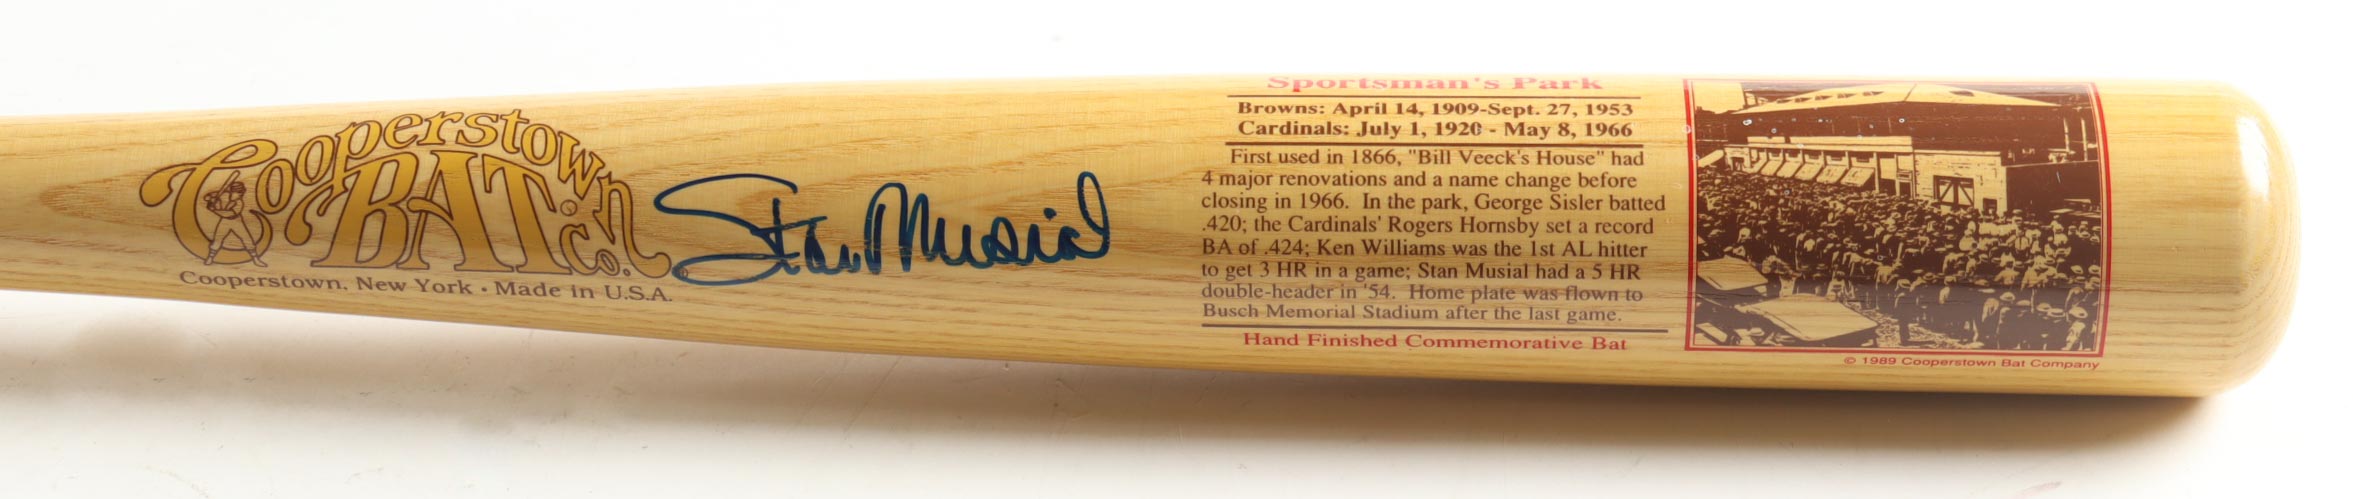 Cooperstown
BAT Co.
Cooperstown, New York · Made in U.S.A.
Stan Musial
Sportsman's Park
Browns: April 14, 1909-Sept. 27, 1953
Cardinals: July 1, 1920 - May 8, 1966
First used in 1866, "Bill Veeck's House" had
4 major renovations and a name change before
closing in 1966. In the park, George Sisler batted
.420; the Cardinals' Rogers Hornsby set a record
BA of .424; Ken Williams was the 1st AL hitter
to get 3 HR in a game; Stan Musial had a 5 HR
double-header in '54. Home plate was flown to
Busch Memorial Stadium after the last game.
Hand Finished Commemorative Bat
© 1989 Cooperstown Bat Company